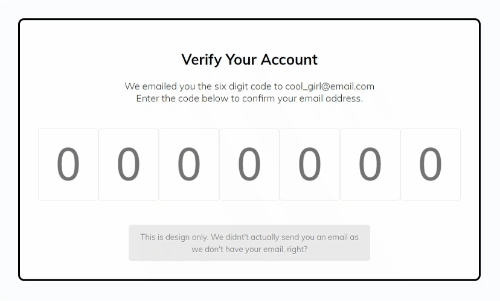 Verify Your Account
We emailed you the six digit code to cool_girl@email.com
Enter the code below to confirm your email address.
0 0 0 0 0 0 0
This is design only. We didn't actually send you an email as
we don't have your email, right?